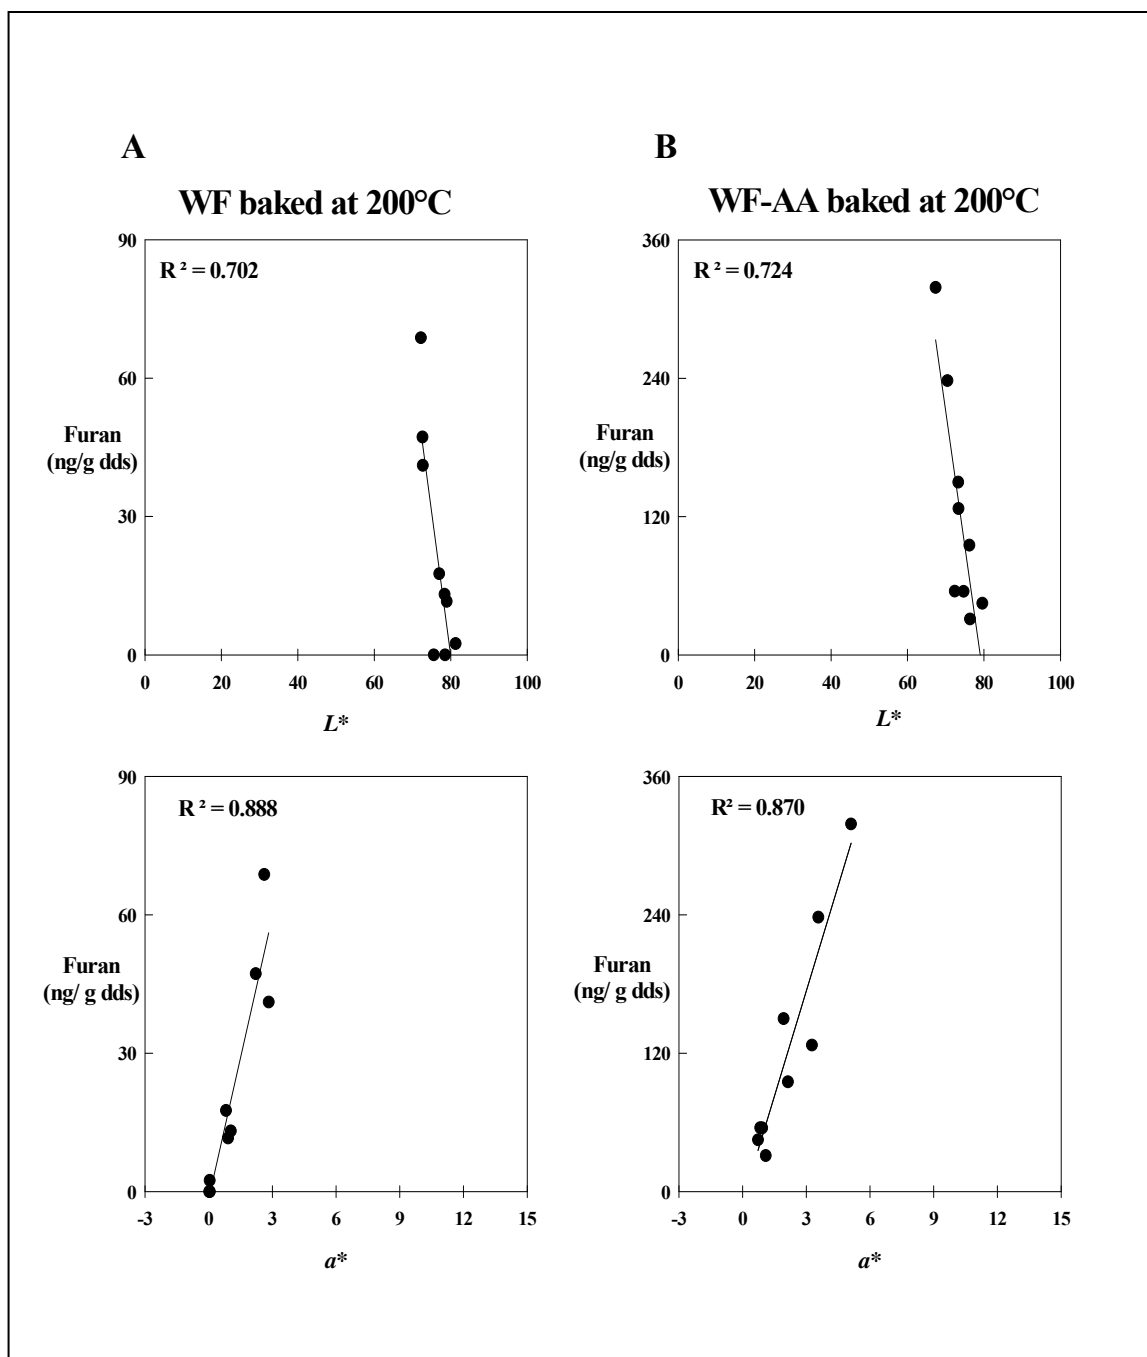 A
WF baked at 200°C
R ² = 0.702
90
60
30
0
Furan
(ng/g dds)
0 20 40 60 80 100
L*
B
WF-AA baked at 200°C
R ² = 0.724
360
240
120
0
Furan
(ng/g dds)
0 20 40 60 80 100
L*
R ² = 0.888
90
60
30
0
Furan
(ng/ g dds)
-3 0 3 6 9 12 15
a*
R² = 0.870
360
240
120
0
Furan
(ng/ g dds)
-3 0 3 6 9 12 15
a*